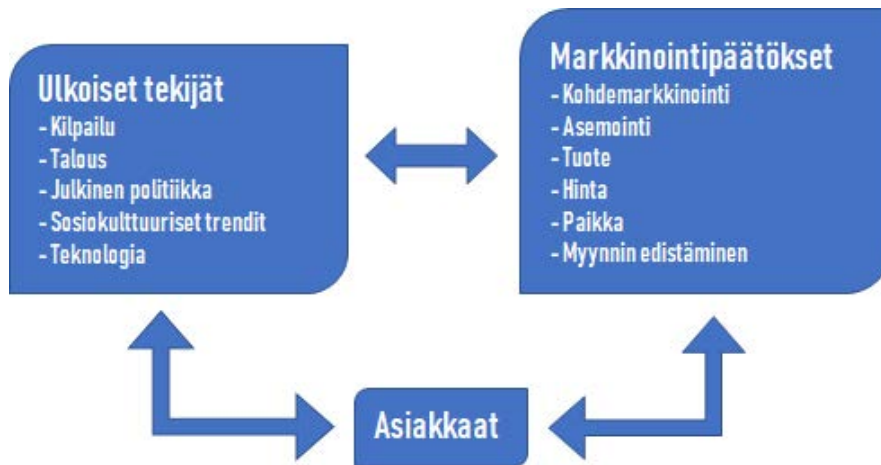 Ulkoiset tekijät
- Kilpailu
- Talous
- Julkinen politiikka
- Sosiokulttuuriset trendit
- Teknologia
Markkinointipäätökset
- Kohdemarkkinointi
- Asemointi
- Tuote
- Hinta
- Paikka
- Myynnin edistäminen
Asiakkaat